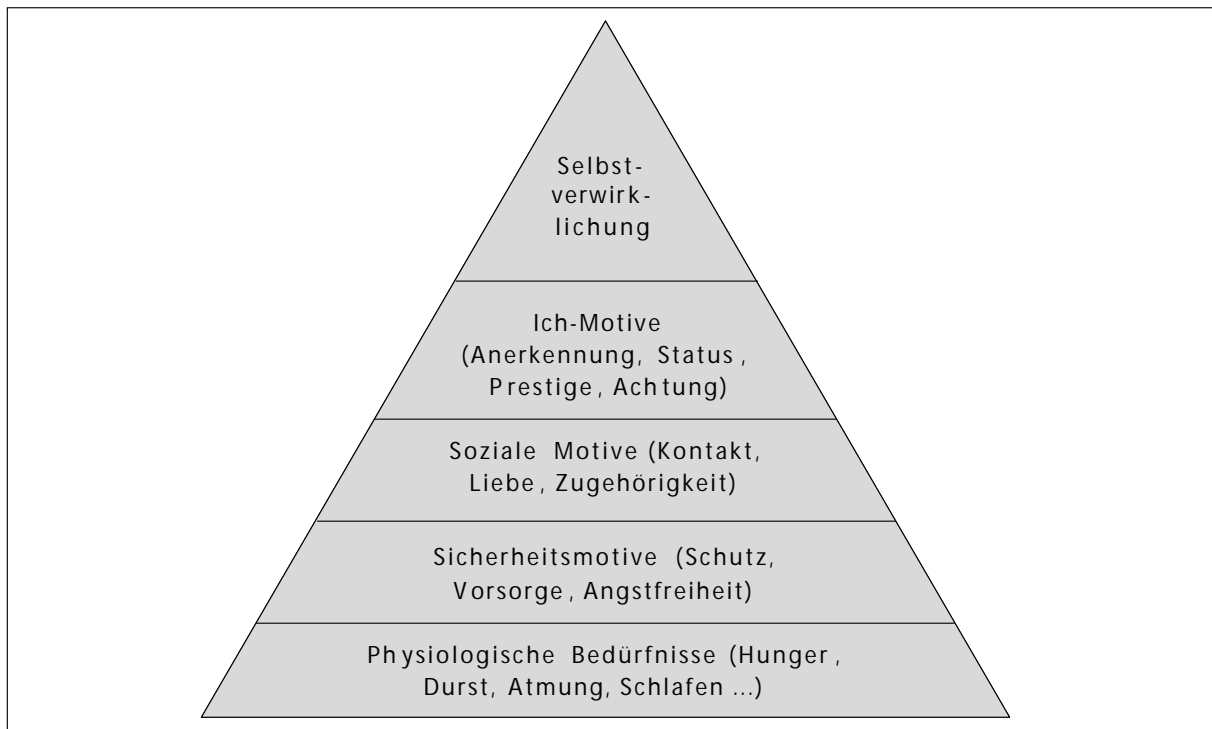 Selbst-
verwirk-
lichung
Ich-Motive
(Anerkennung, Status,
Prestige, Achtung)
Soziale Motive (Kontakt,
Liebe, Zugehörigkeit)
Sicherheitsmotive (Schutz,
Vorsorge, Angstfreiheit)
Physiologische Bedürfnisse (Hunger,
Durst, Atmung, Schlafen ...)